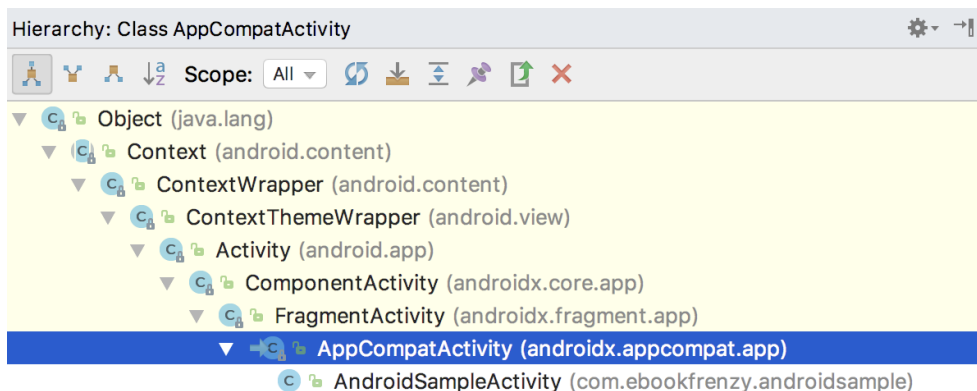 Hierarchy: Class AppCompatActivity
a z Scope: All
C Object (java.lang)
C Context (android.content)
C ContextWrapper (android.content)
C ContextThemeWrapper (android.view)
C Activity (android.app)
C ComponentActivity (androidx.core.app)
C FragmentActivity (androidx.fragment.app)
C AppCompatActivity (androidx.appcompat.app)
C AndroidSampleActivity (com.ebookfrenzy.androidsample)